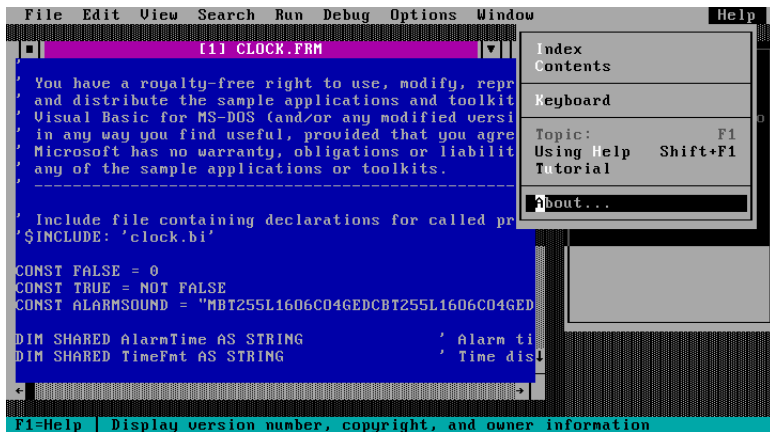 File Edit View Search Run Debug Options Window Help
[1] CLOCK.FRM
'
' You have a royalty-free right to use, modify, repr
' and distribute the sample applications and toolkit
' Visual Basic for MS-DOS (and/or any modified versi
' in any way you find useful, provided that you agre
' Microsoft has no warranty, obligations or liabilit
' any of the sample applications or toolkits.
' ---------------------------------------------------
' Include file containing declarations for called pr
'$INCLUDE: 'clock.bi'
CONST FALSE = 0
CONST TRUE = NOT FALSE
CONST ALARMSOUND = "MBT255L16O6CO4GEDCBT255L16O6CO4GED
DIM SHARED AlarmTime AS STRING ' Alarm ti
DIM SHARED TimeFmt AS STRING ' Time dis
Index
Contents
Keyboard
Topic: F1
Using Help Shift+F1
Tutorial
About...
o
F1=Help | Display version number, copyright, and owner information